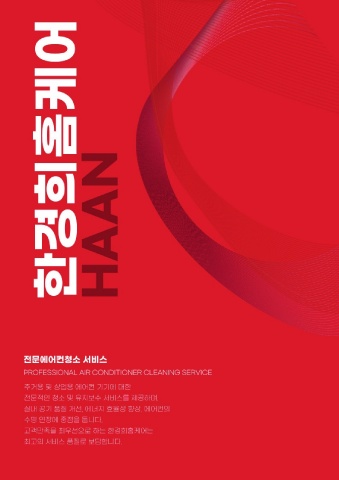 한경희홈케어
HAAN
전문에어컨청소 서비스
PROFESSIONAL AIR CONDITIONER CLEANING SERVICE
주거용 및 상업용 에어컨 기기에 대한
전문적인 청소 및 유지보수 서비스를 제공하며
실내 공기 품질 개선, 에너지 효율성 향상, 에어컨의
수명 연장에 중점을 둡니다.
고객만족을 최우선으로 하는 한경희홈케어는
최고의 서비스 품질로 보답합니다.